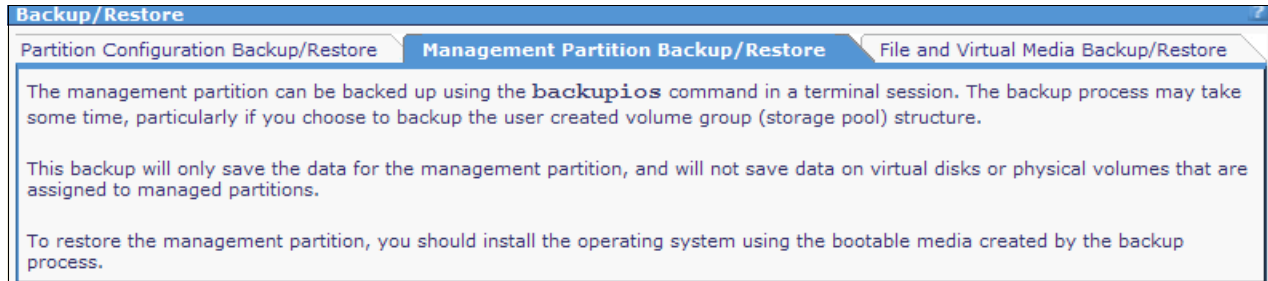 Backup/Restore ?
Partition Configuration Backup/Restore Management Partition Backup/Restore File and Virtual Media Backup/Restore
The management partition can be backed up using the backupios command in a terminal session. The backup process may take
some time, particularly if you choose to backup the user created volume group (storage pool) structure.
This backup will only save the data for the management partition, and will not save data on virtual disks or physical volumes that are
assigned to managed partitions.
To restore the management partition, you should install the operating system using the bootable media created by the backup
process.